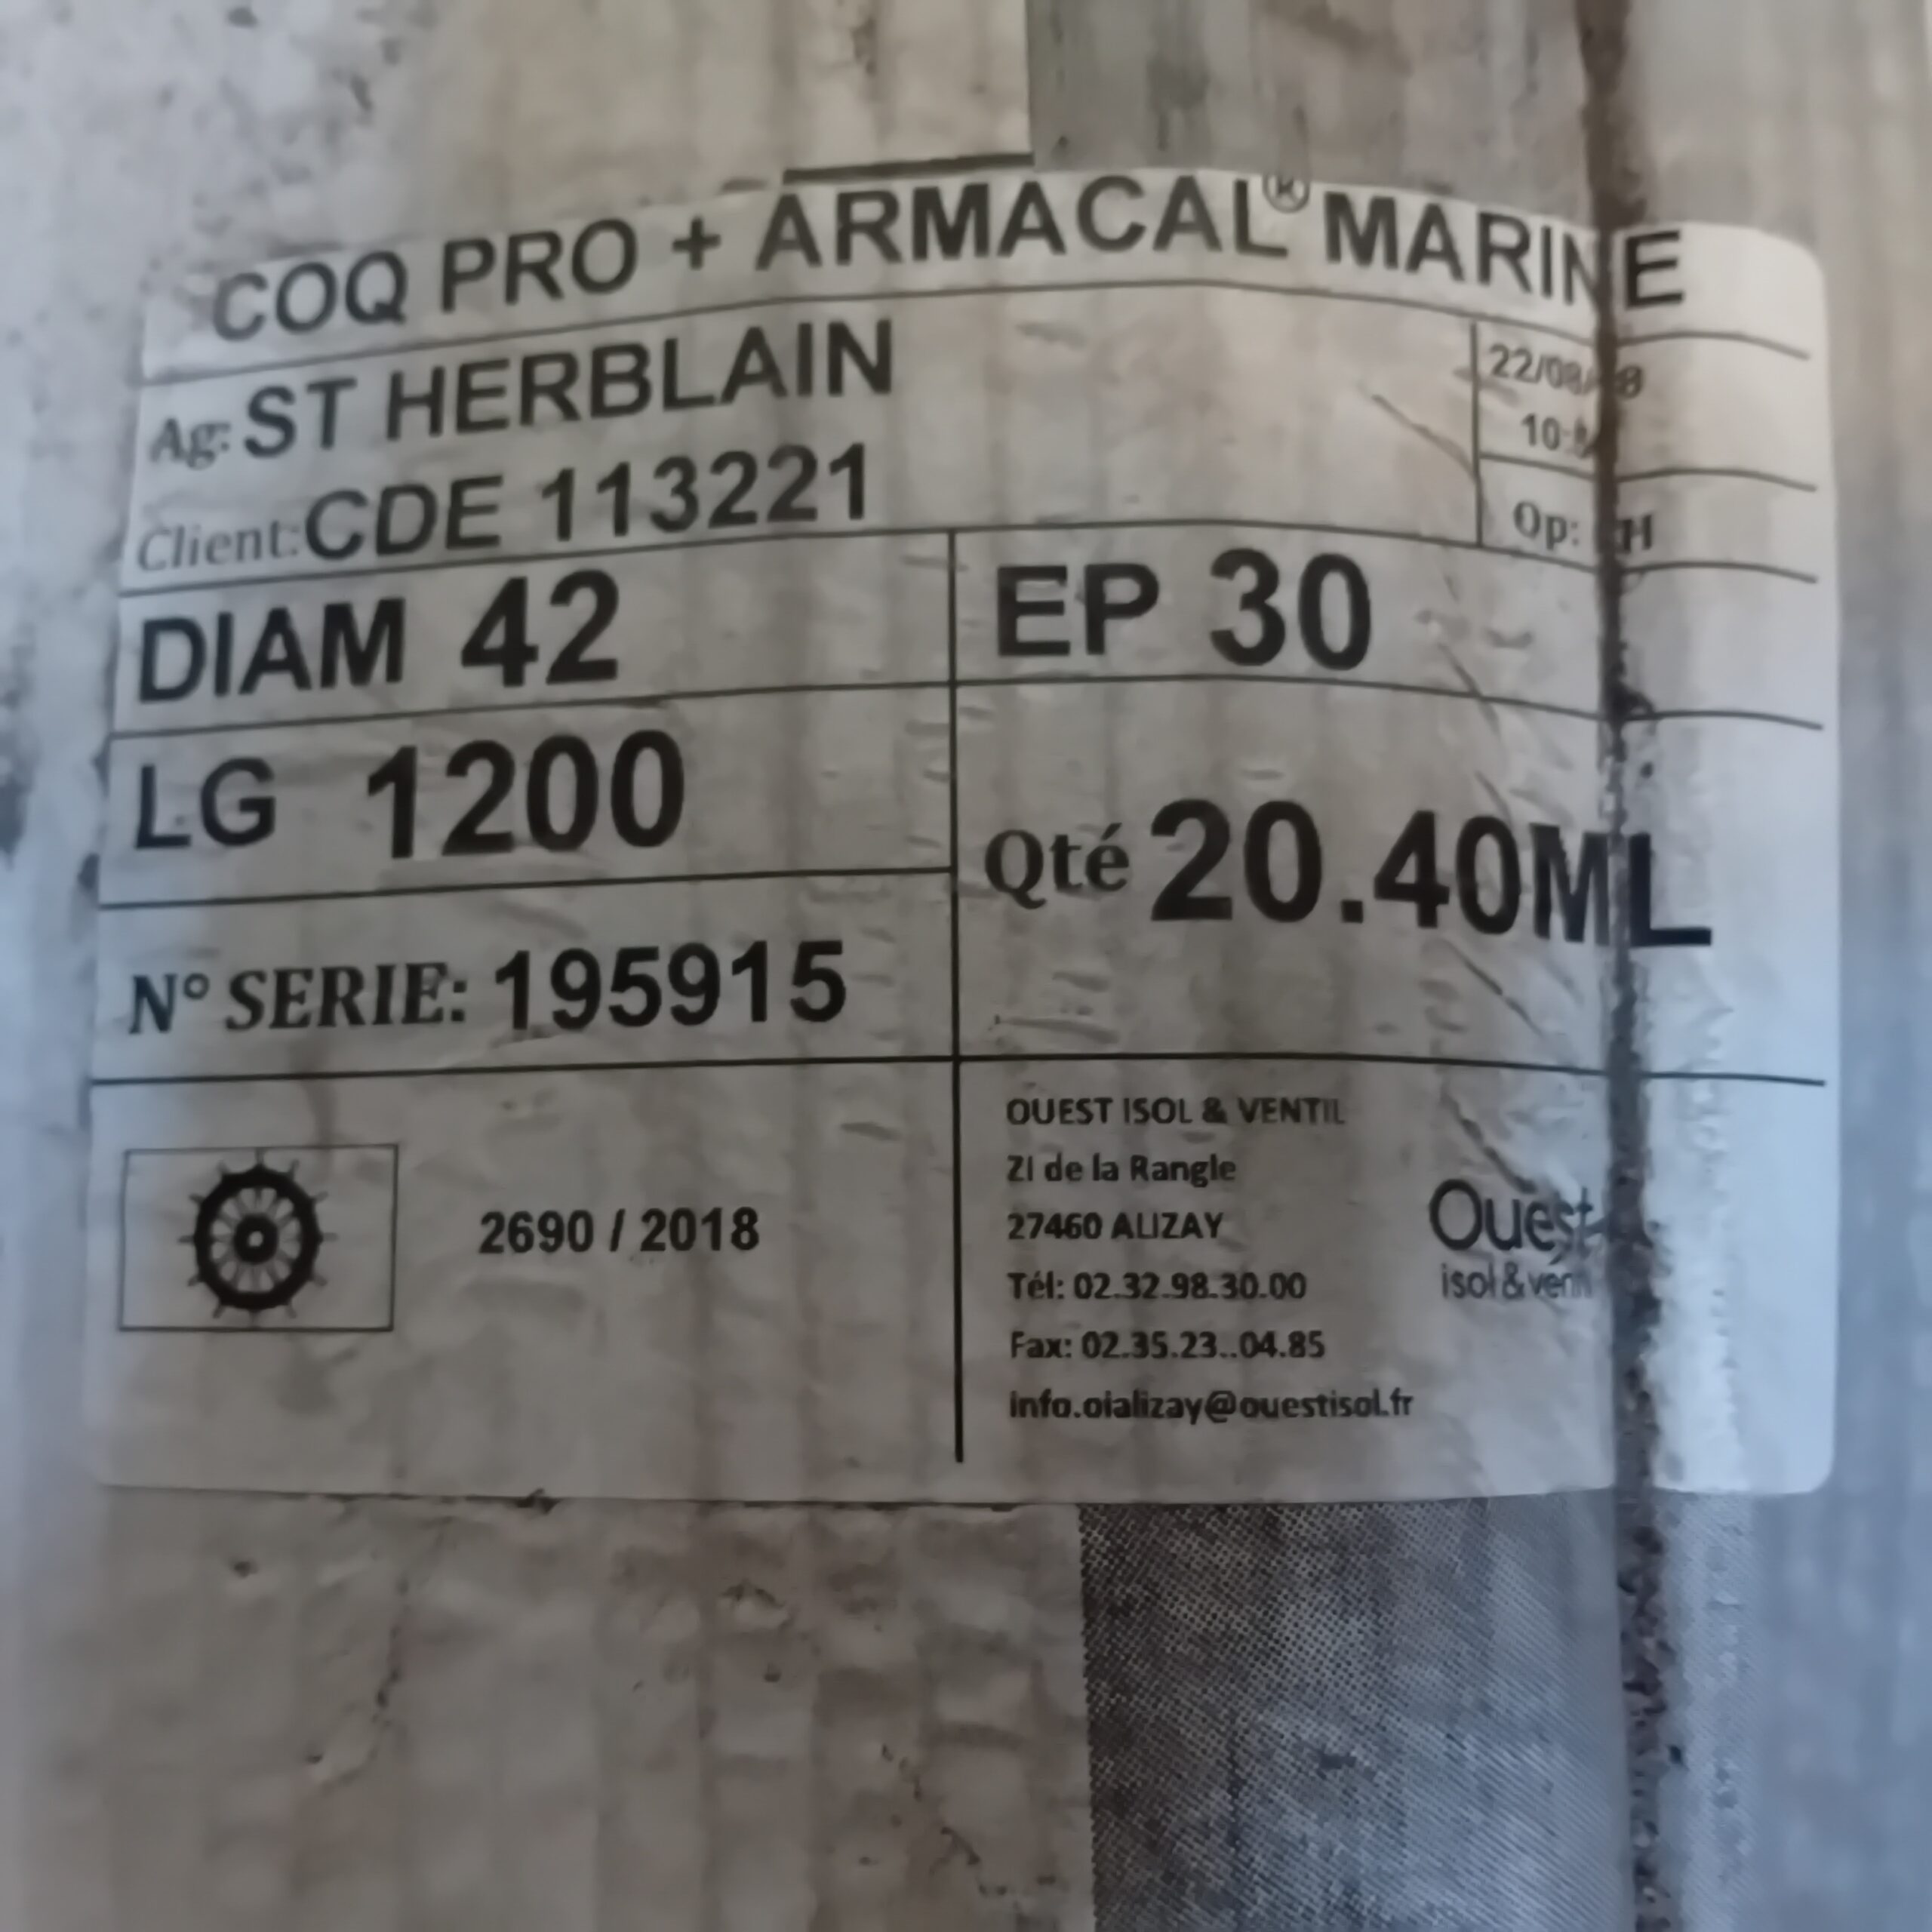 COQ PRO + ARMACAL® MARINE
Ag: ST HERBLAIN
Client: CDE 113221
Op:
DIAM 42
EP 30
LG 1200
Qté 20.40ML
N° SERIE: 195915
2690 / 2018
OUEST ISOL & VENTIL
ZI de la Rangle
27460 ALIZAY
Tél: 02.32.98.30.00
Fax: 02.35.23..04.85
info.oializay@ouestisol.fr
Ouest
isol & ventil